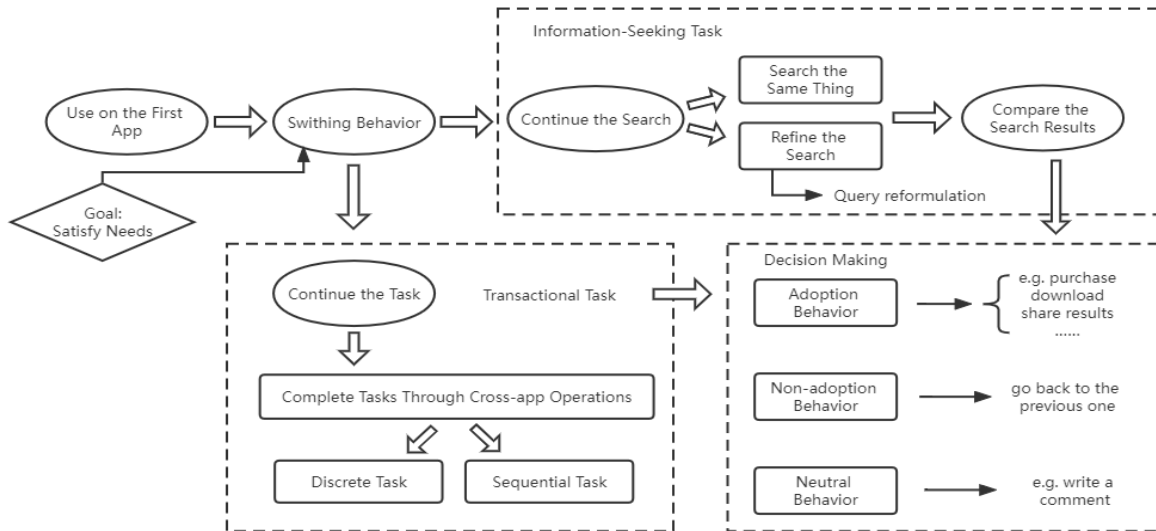 Information-Seeking Task
Use on the First
App
Swithing Behavior
Continue the Search
Search the
Same Thing
Refine the
Search
Query reformulation
Compare the
Search Results
Goal:
Satisfy Needs
Continue the Task
Transactional Task
Complete Tasks Through Cross-app Operations
Discrete Task
Sequential Task
Decision Making
Adoption
Behavior
e.g. purchase
download
share results
......
Non-adoption
Behavior
go back to the
previous one
Neutral
Behavior
e.g. write a
comment